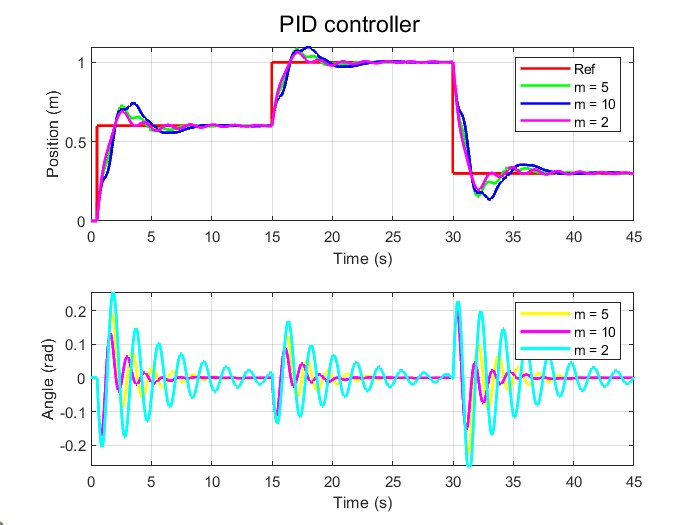 PID controller
1
0.5
0
Position (m)
Ref
m = 5
m = 10
m = 2
0 5 10 15 20 25 30 35 40 45
Time (s)
0.2
0.1
0
-0.1
-0.2
Angle (rad)
m = 5
m = 10
m = 2
0 5 10 15 20 25 30 35 40 45
Time (s)